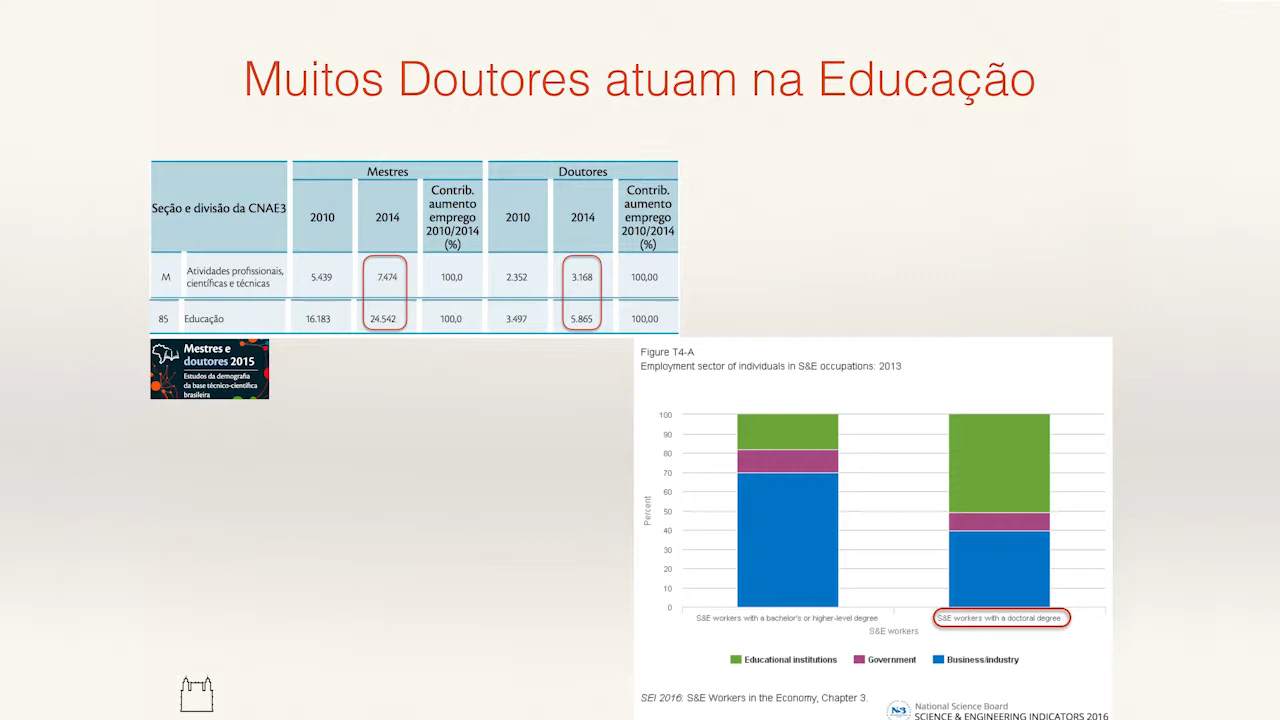 Muitos Doutores atuam na Educação
Seção e divisão da CNAE3
Mestres
Doutores
2010
2014
Contrib. aumento emprego 2010/2014 (%)
2010
2014
Contrib. aumento emprego 2010/2014 (%)
M Atividades profissionais, científicas e técnicas 5.439 7.474 100,0 2.352 3.168 100,00
85 Educação 16.183 24.542 100,0 3.497 5.865 100,00
Mestres e
doutores 2015
Estudos da demografia
da base técnico-científica
brasileira
Figure T4-A
Employment sector of individuals in S&E occupations: 2013
100
90
80
70
60
50
40
30
20
10
0
Percent
S&E workers with a bachelor's or higher-level degree
S&E workers with a doctoral degree
S&E workers
Educational institutions Government Business/industry
SEI 2016: S&E Workers in the Economy, Chapter 3.
NSB
National Science Board
SCIENCE & ENGINEERING INDICATORS 2016